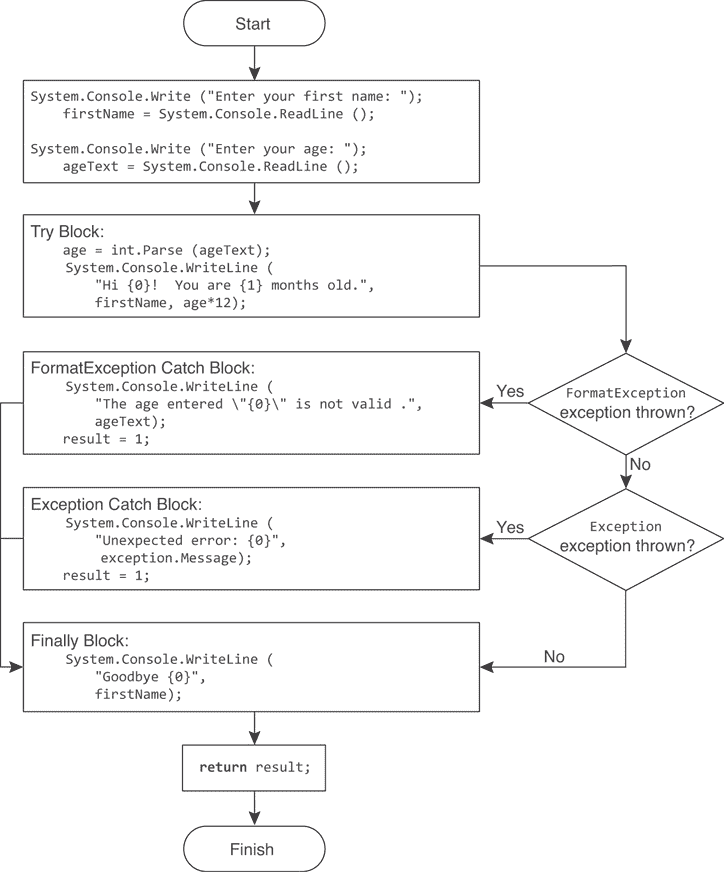 Start
System.Console.Write ("Enter your first name: ");
firstName = System.Console.ReadLine ();
System.Console.Write ("Enter your age: ");
ageText = System.Console.ReadLine ();
Try Block:
age = int.Parse (ageText);
System.Console.WriteLine (
"Hi {0}!  You are {1} months old.",
firstName, age*12);
FormatException Catch Block:
System.Console.WriteLine (
"The age entered \"{0}\" is not valid .",
ageText);
result = 1;
Yes
FormatException
exception thrown?
No
Exception Catch Block:
System.Console.WriteLine (
"Unexpected error: {0}",
exception.Message);
result = 1;
Yes
Exception
exception thrown?
No
Finally Block:
System.Console.WriteLine (
"Goodbye {0}",
firstName);
return result;
Finish